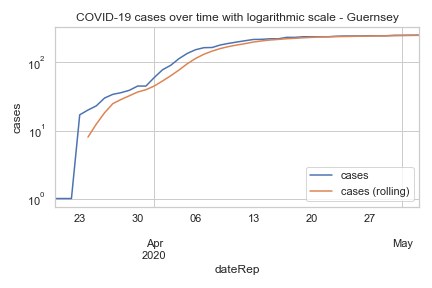 COVID-19 cases over time with logarithmic scale - Guernsey
cases
10²
10¹
10⁰
23
30
06
13
20
27
Apr
2020
May
dateRep
cases
cases (rolling)